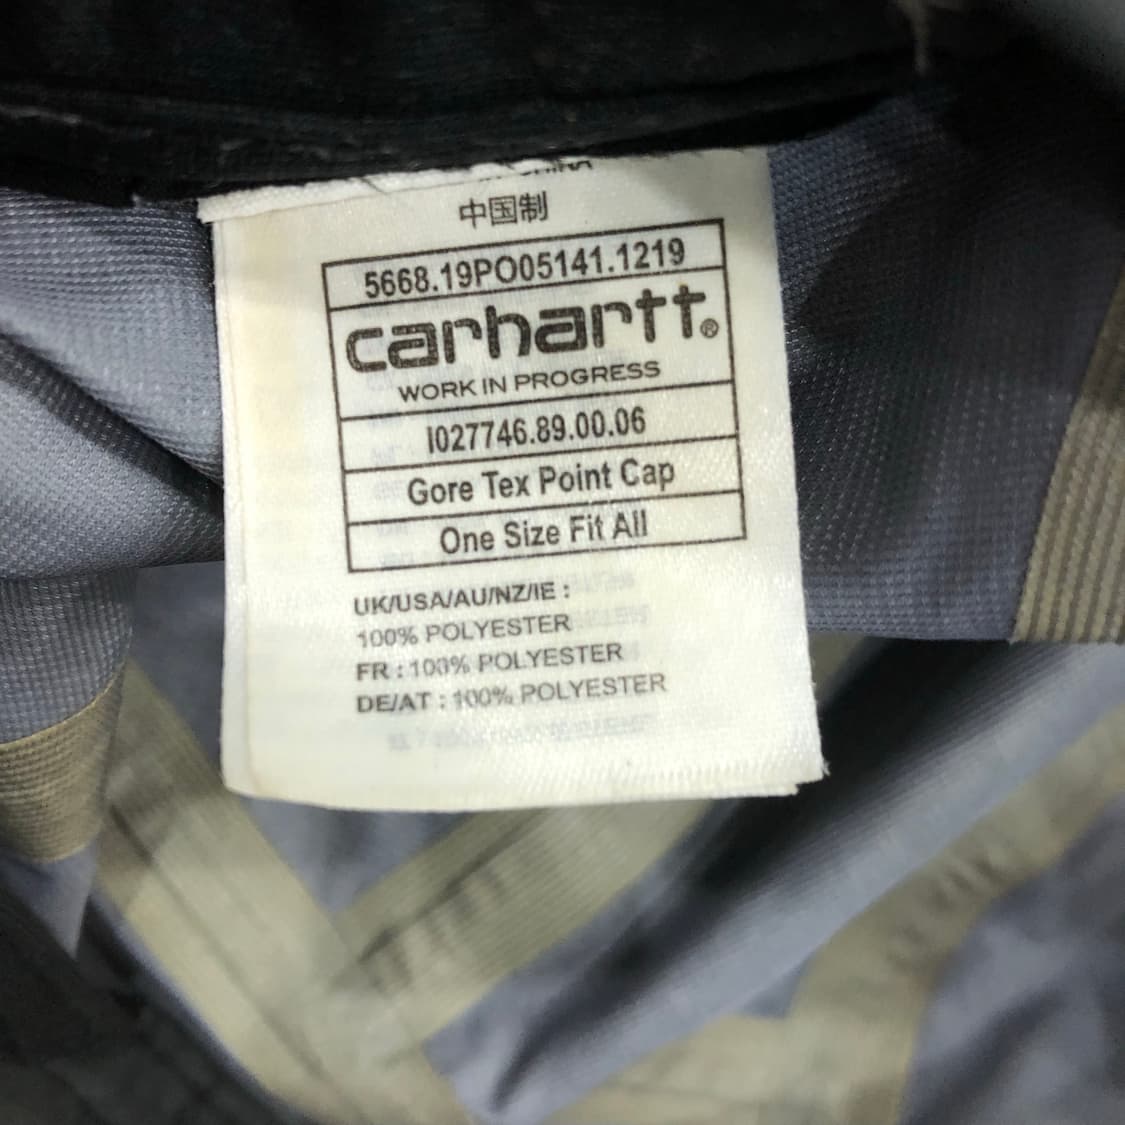 中国制
5668.19PO05141.1219
carhartt®
WORK IN PROGRESS
I027746.89.00.06
Gore Tex Point Cap
One Size Fit All
UK/USA/AU/NZ/IE :
100% POLYESTER
FR : 100% POLYESTER
DE/AT : 100% POLYESTER